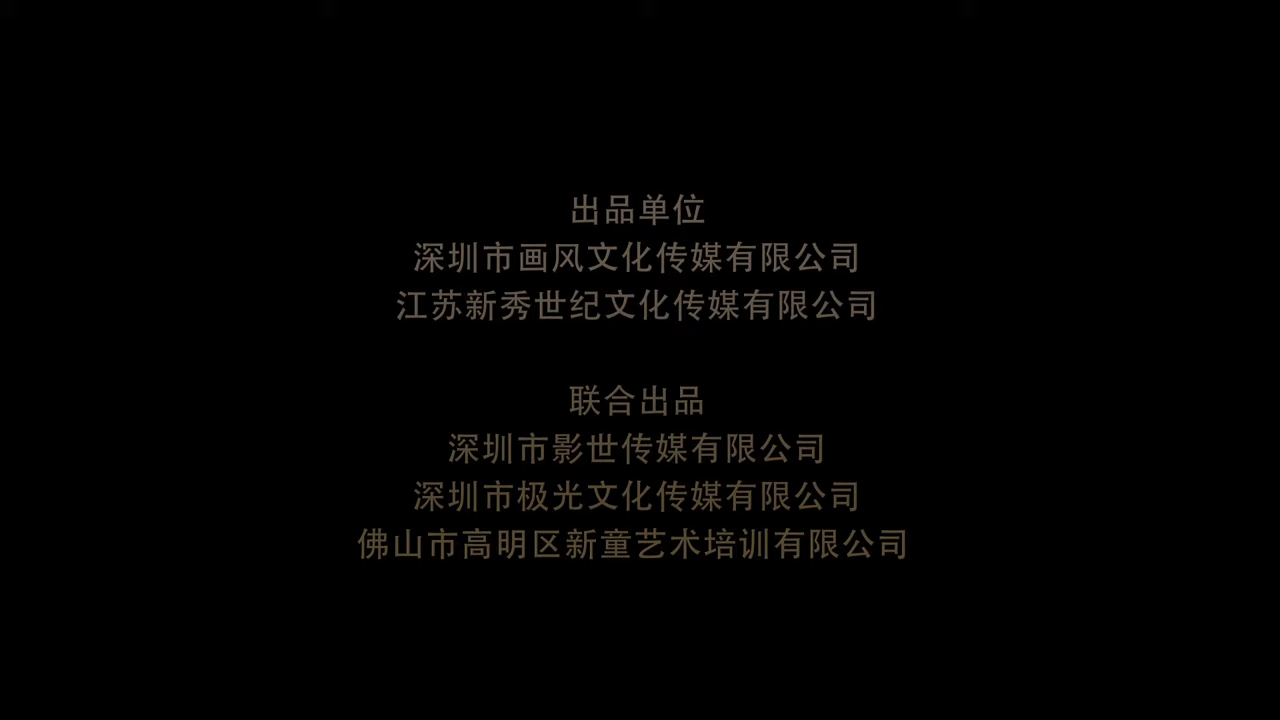 出品单位
深圳市画风文化传媒有限公司
江苏新秀世纪文化传媒有限公司
联合出品
深圳市影世传媒有限公司
深圳市极光文化传媒有限公司
佛山市高明区新童艺术培训有限公司